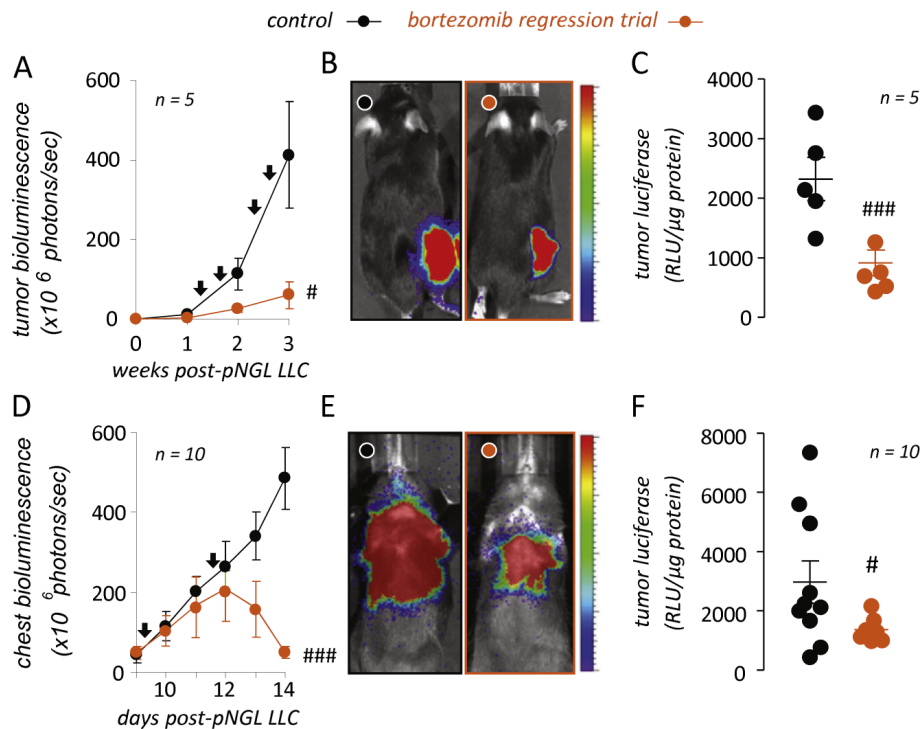 control bortezomib regression trial
A
tumor bioluminescence
(x10 6 photons/sec)
600
400
200
0
n = 5
#
0 1 2 3
weeks post-pNGL LLC
B
C
tumor luciferase
(RLU/µg protein)
4000
3000
2000
1000
0
n = 5
###
D
chest bioluminescence
(x10 6photons/sec)
600
400
200
0
n = 10
###
10 12 14
days post-pNGL LLC
E
F
tumor luciferase
(RLU/µg protein)
8000
6000
4000
2000
0
n = 10
#